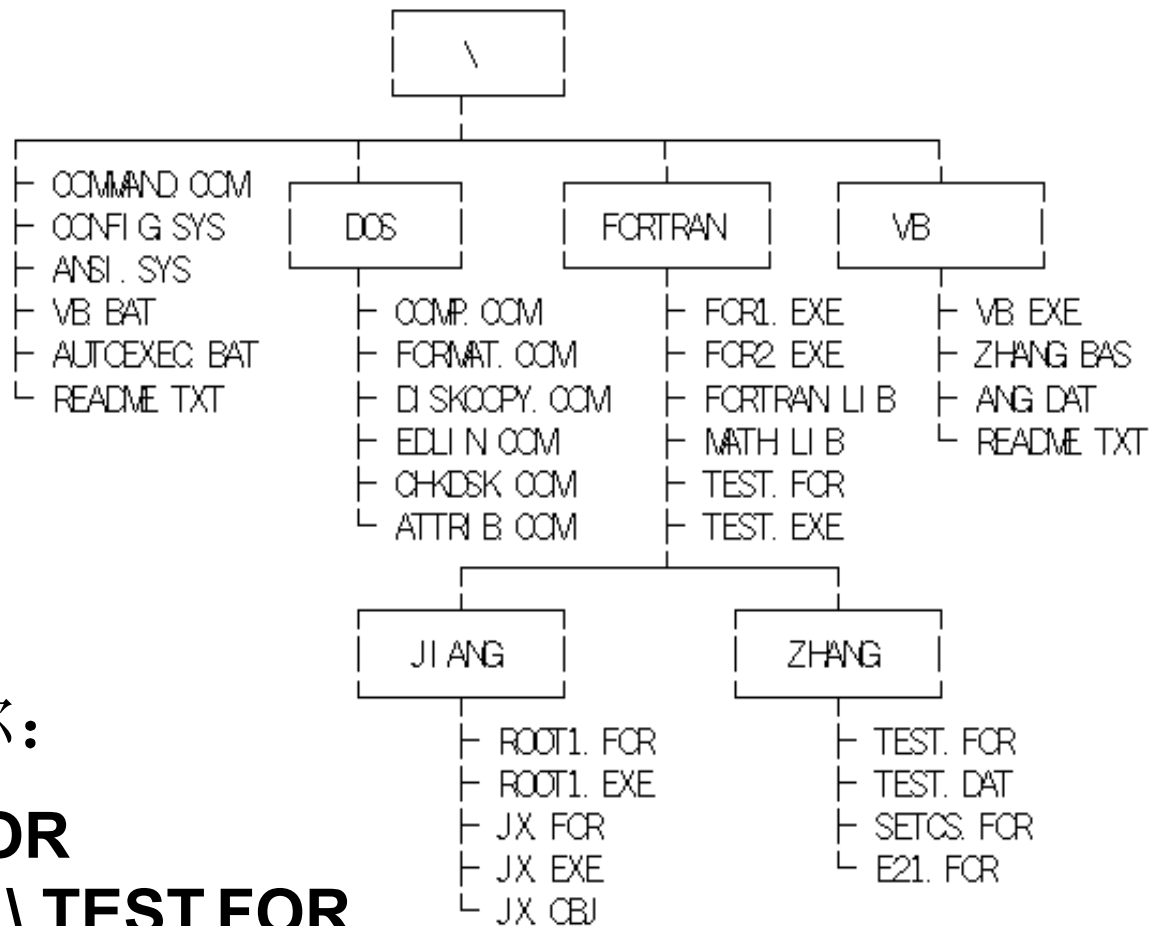 \
COMMAND.COM
CONFIG.SYS
ANSI.SYS
VB.BAT
AUTOEXEC.BAT
README.TXT
DOS
COMP.COM
FORMAT.COM
DISKCOPY.COM
EDLIN.COM
CHKDSK.COM
ATTRIB.COM
FORTRAN
FOR1.EXE
FOR2.EXE
FORTRAN.LIB
MATH.LIB
TEST.FOR
TEST.EXE
VB
VB.EXE
ZHANG.BAS
ANG.DAT
README.TXT
JIANG
ROOT1.FOR
ROOT1.EXE
JX.FOR
JX.EXE
JX.OBJ
ZHANG
TEST.FOR
TEST.DAT
SETCS.FOR
E21.FOR
:
OR
\ TEST.FOR